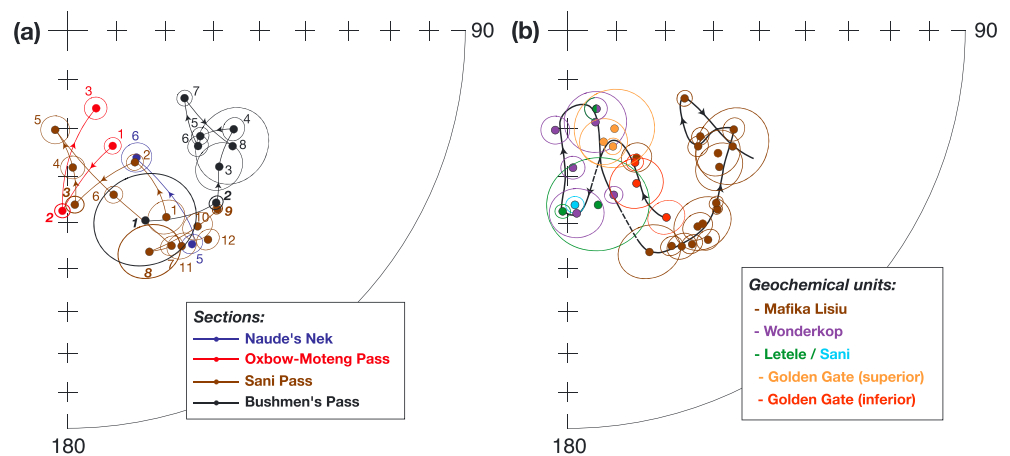 (a)
90
3
7
5
1
6
4
5
2
6
8
4
3
3
6
2
2
9
1
1
10
12
8
7
11
5
Sections:
Naude's Nek
Oxbow-Moteng Pass
Sani Pass
Bushmen's Pass
180
(b)
90
Geochemical units:
- Mafika Lisiu
- Wonderkop
- Letele / Sani
- Golden Gate (superior)
- Golden Gate (inferior)
180